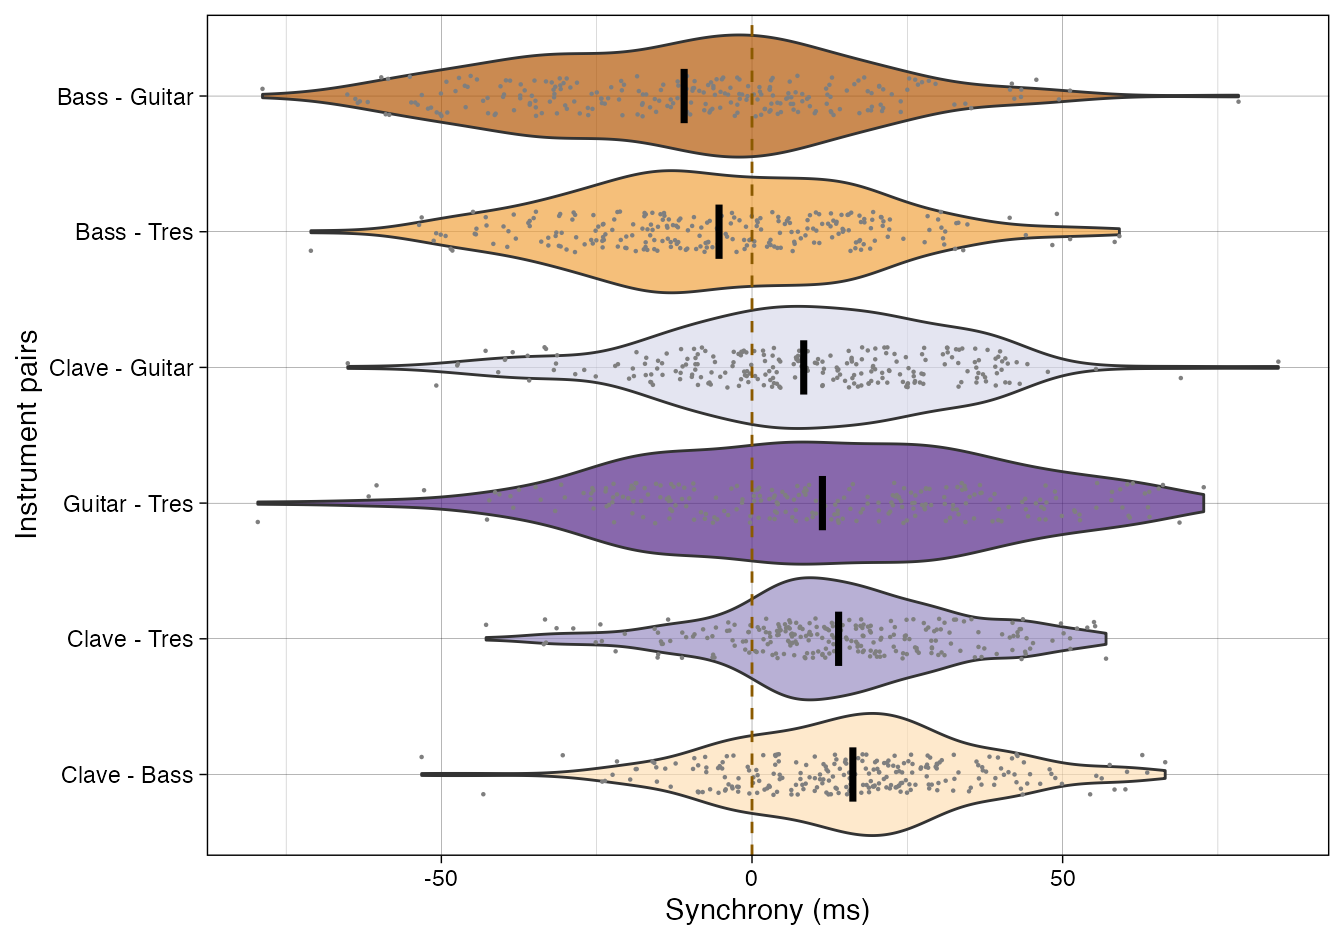 Instrument pairs
Bass - Guitar
Bass - Tres
Clave - Guitar
Guitar - Tres
Clave - Tres
Clave - Bass
-50 0 50
Synchrony (ms)